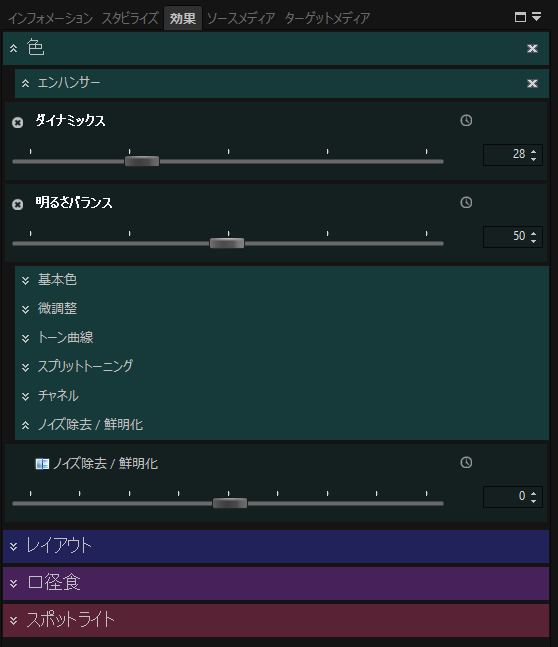 インフォメーション スタビライズ 効果 ソースメディア ターゲットメディア
色
エンハンサー
ダイナミックス
28
明るさバランス
50
基本色
微調整
トーン曲線
スプリットトーニング
チャネル
ノイズ除去 / 鮮明化
ノイズ除去 / 鮮明化
0
レイアウト
口径食
スポットライト